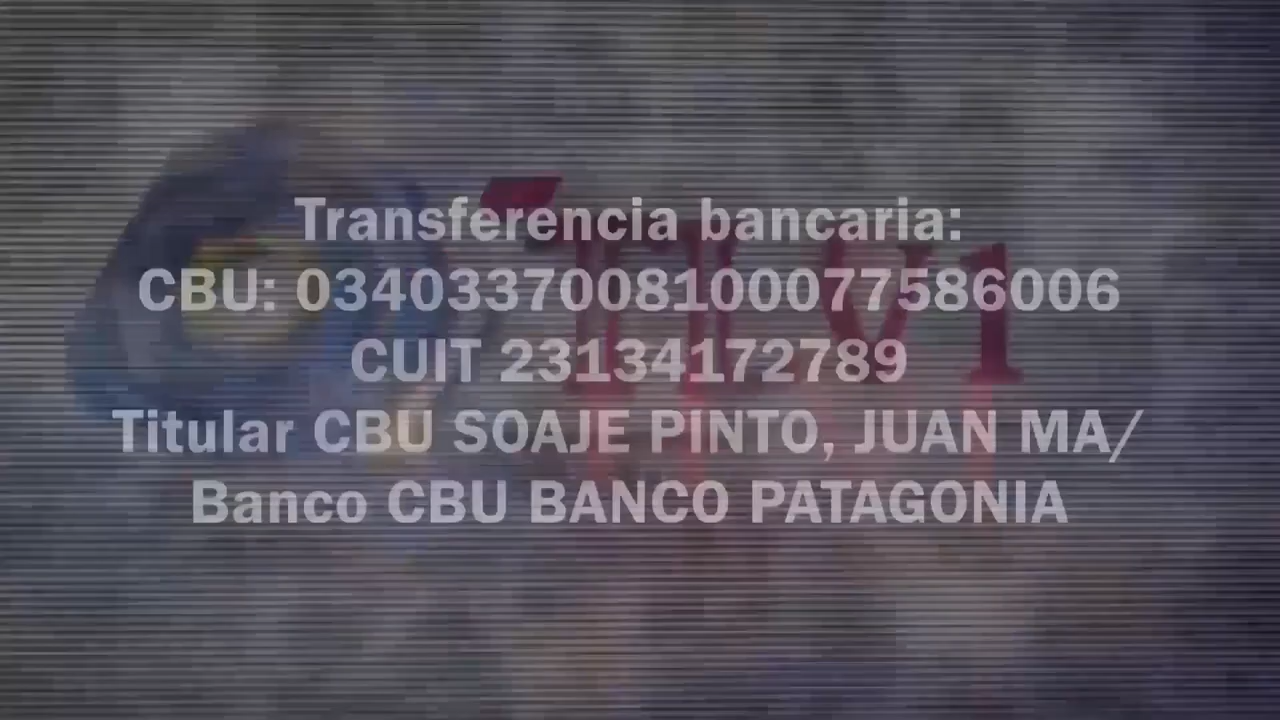 Transferencia bancaria:
CBU: 0340337008100077586006
CUIT 23134172789
Titular CBU SOAJE PINTO, JUAN MA/
Banco CBU BANCO PATAGONIA